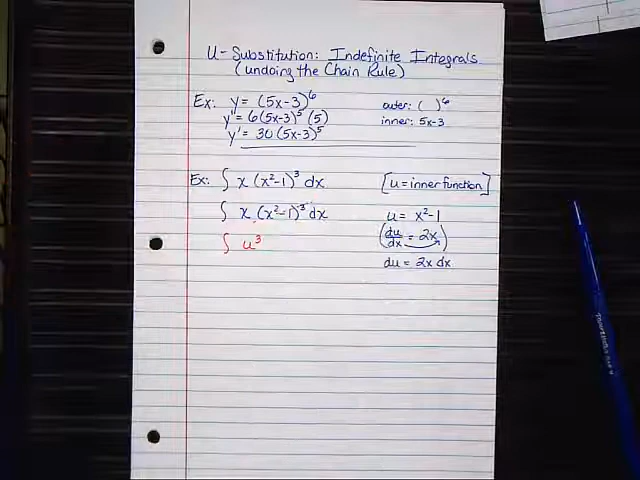 U-Substitution: Indefinite Integrals
(undoing the Chain Rule)
Ex: y = (5x-3)⁶
outer: ( )⁶
y' = 6(5x-3)⁵ (5)
inner: 5x-3
y' = 30(5x-3)⁵
Ex: ∫ x (x²-1)³ dx
[u = inner function]
∫ x (x²-1)³ dx
u = x²-1
(du/dx = 2x)
∫ u³
du = 2x dx